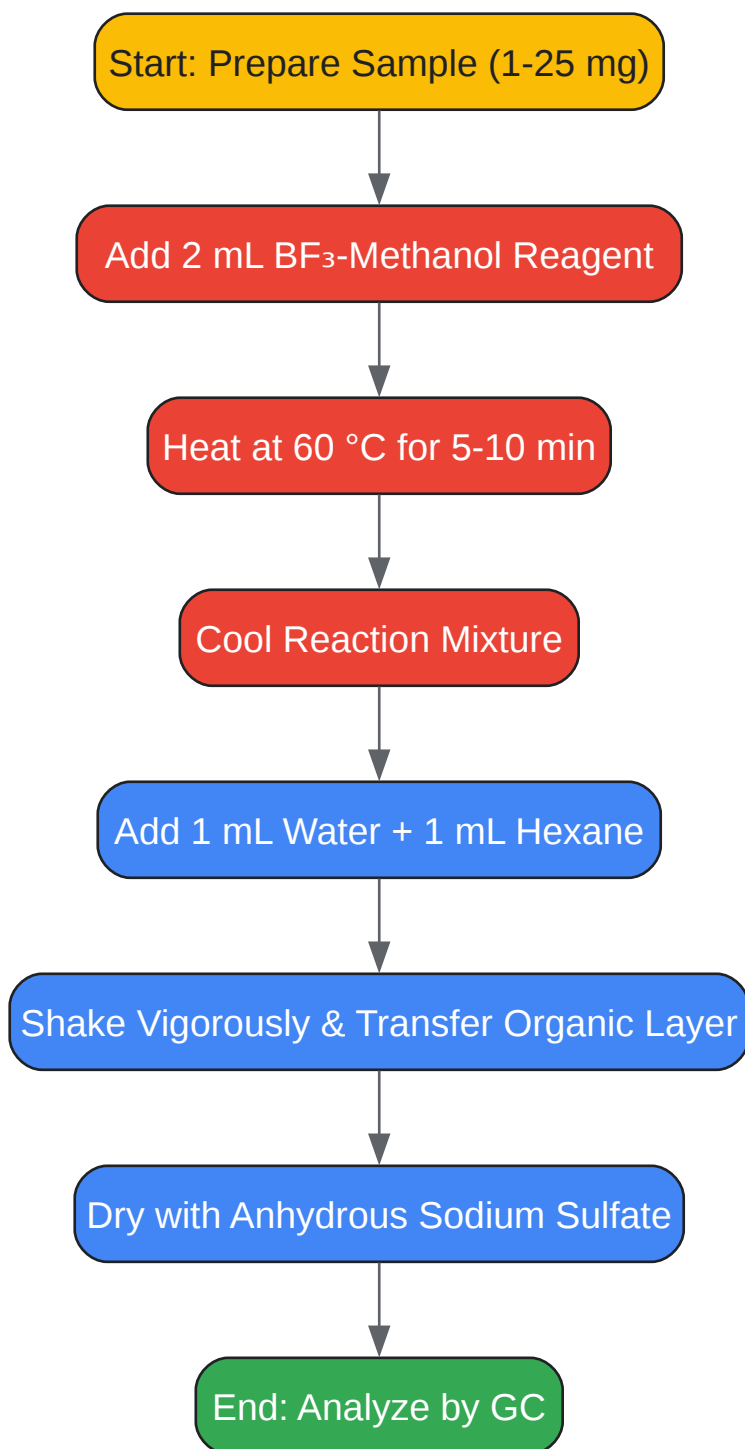 Start: Prepare Sample (1-25 mg)
Add 2 mL BF₃-Methanol Reagent
Heat at 60 °C for 5-10 min
Cool Reaction Mixture
Add 1 mL Water + 1 mL Hexane
Shake Vigorously & Transfer Organic Layer
Dry with Anhydrous Sodium Sulfate
End: Analyze by GC